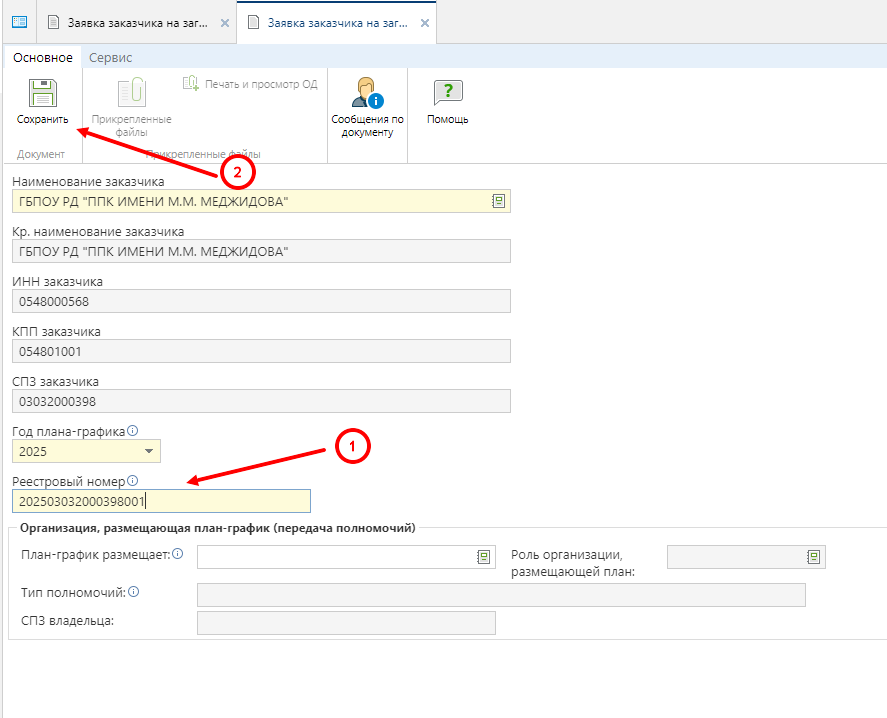 Заявка заказчика на заг...
Заявка заказчика на заг...
Основное Сервис
Сохранить
Прикрепленные
файлы
Печать и просмотр ОД
Сообщения по
документу
Помощь
Документ
Прикрепленные файлы
2
Наименование заказчика
ГБПОУ РД "ППК ИМЕНИ М.М. МЕДЖИДОВА"
Кр. наименование заказчика
ГБПОУ РД "ППК ИМЕНИ М.М. МЕДЖИДОВА"
ИНН заказчика
0548000568
КПП заказчика
054801001
СПЗ заказчика
03032000398
Год плана-графика
2025
1
Реестровый номер
202503032000398001
Организация, размещающая план-график (передача полномочий)
План-график размещает:
Роль организации,
размещающей план:
Тип полномочий:
СПЗ владельца: